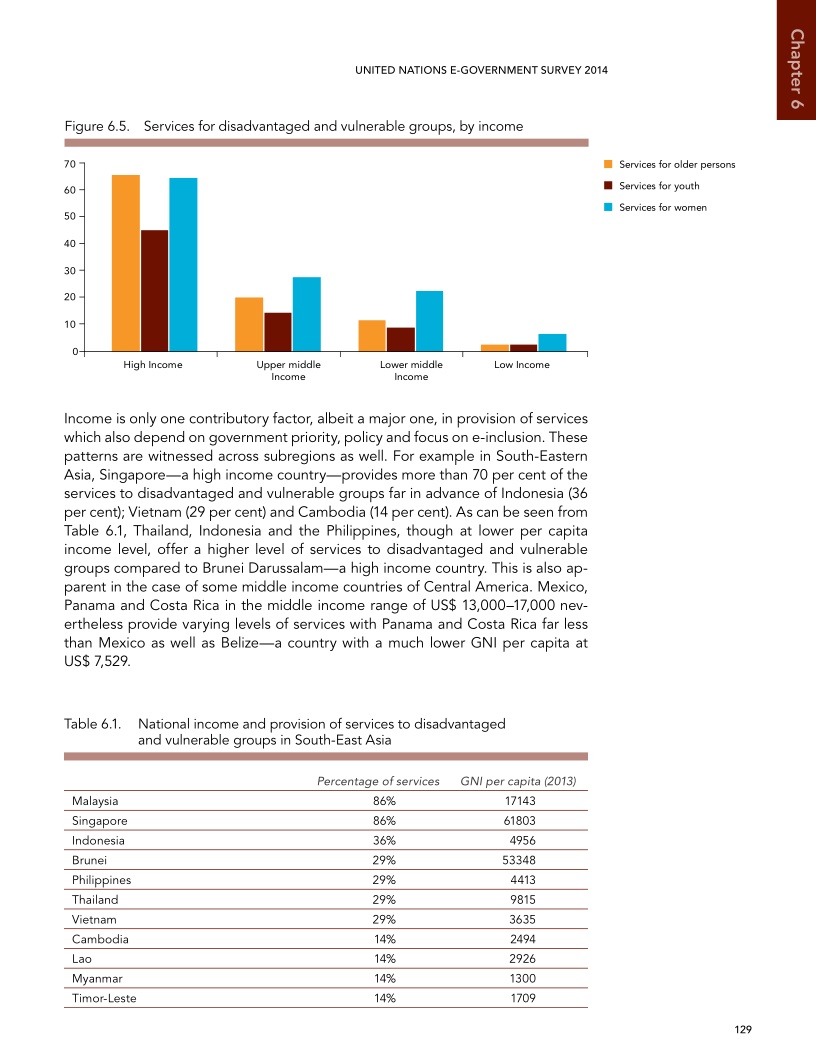 Chapter 6
UNITED NATIONS E-GOVERNMENT SURVEY 2014
Figure 6.5. Services for disadvantaged and vulnerable groups, by income
70
60
50
40
30
20
10
0
High Income
Upper middle
Income
Lower middle
Income
Low Income
Services for older persons
Services for youth
Services for women
Income is only one contributory factor, albeit a major one, in provision of services
which also depend on government priority, policy and focus on e-inclusion. These
patterns are witnessed across subregions as well. For example in South-Eastern
Asia, Singapore—a high income country—provides more than 70 per cent of the
services to disadvantaged and vulnerable groups far in advance of Indonesia (36
per cent); Vietnam (29 per cent) and Cambodia (14 per cent). As can be seen from
Table 6.1, Thailand, Indonesia and the Philippines, though at lower per capita
income level, offer a higher level of services to disadvantaged and vulnerable
groups compared to Brunei Darussalam—a high income country. This is also ap-
parent in the case of some middle income countries of Central America. Mexico,
Panama and Costa Rica in the middle income range of US$ 13,000–17,000 nev-
ertheless provide varying levels of services with Panama and Costa Rica far less
than Mexico as well as Belize—a country with a much lower GNI per capita at
US$ 7,529.
Table 6.1. National income and provision of services to disadvantaged
and vulnerable groups in South-East Asia
Percentage of services GNI per capita (2013)
Malaysia 86% 17143
Singapore 86% 61803
Indonesia 36% 4956
Brunei 29% 53348
Philippines 29% 4413
Thailand 29% 9815
Vietnam 29% 3635
Cambodia 14% 2494
Lao 14% 2926
Myanmar 14% 1300
Timor-Leste 14% 1709
129